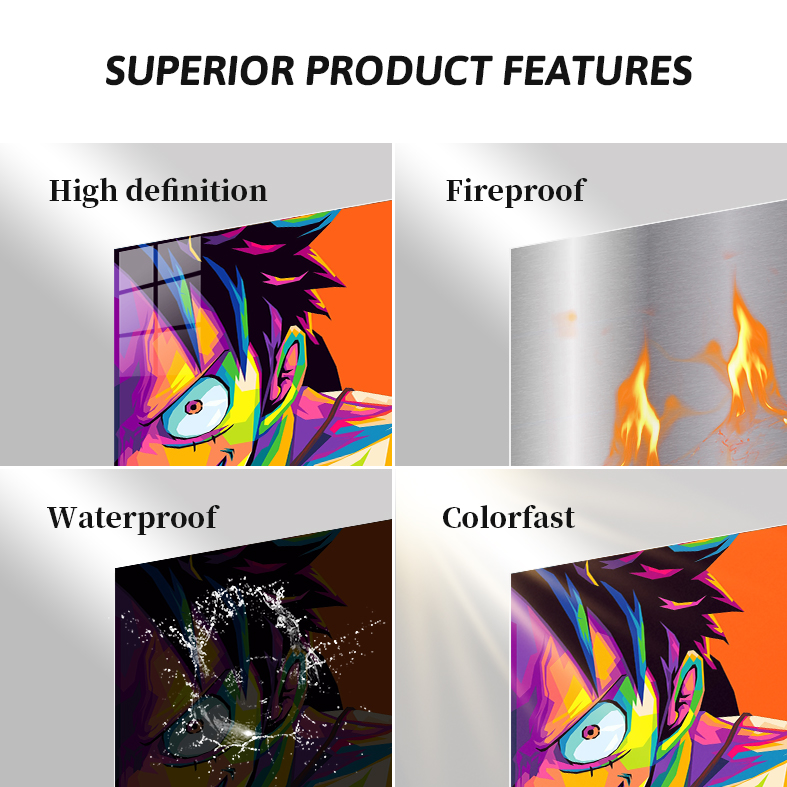 SUPERIOR PRODUCT FEATURES
High definition
Fireproof
Waterproof
Colorfast